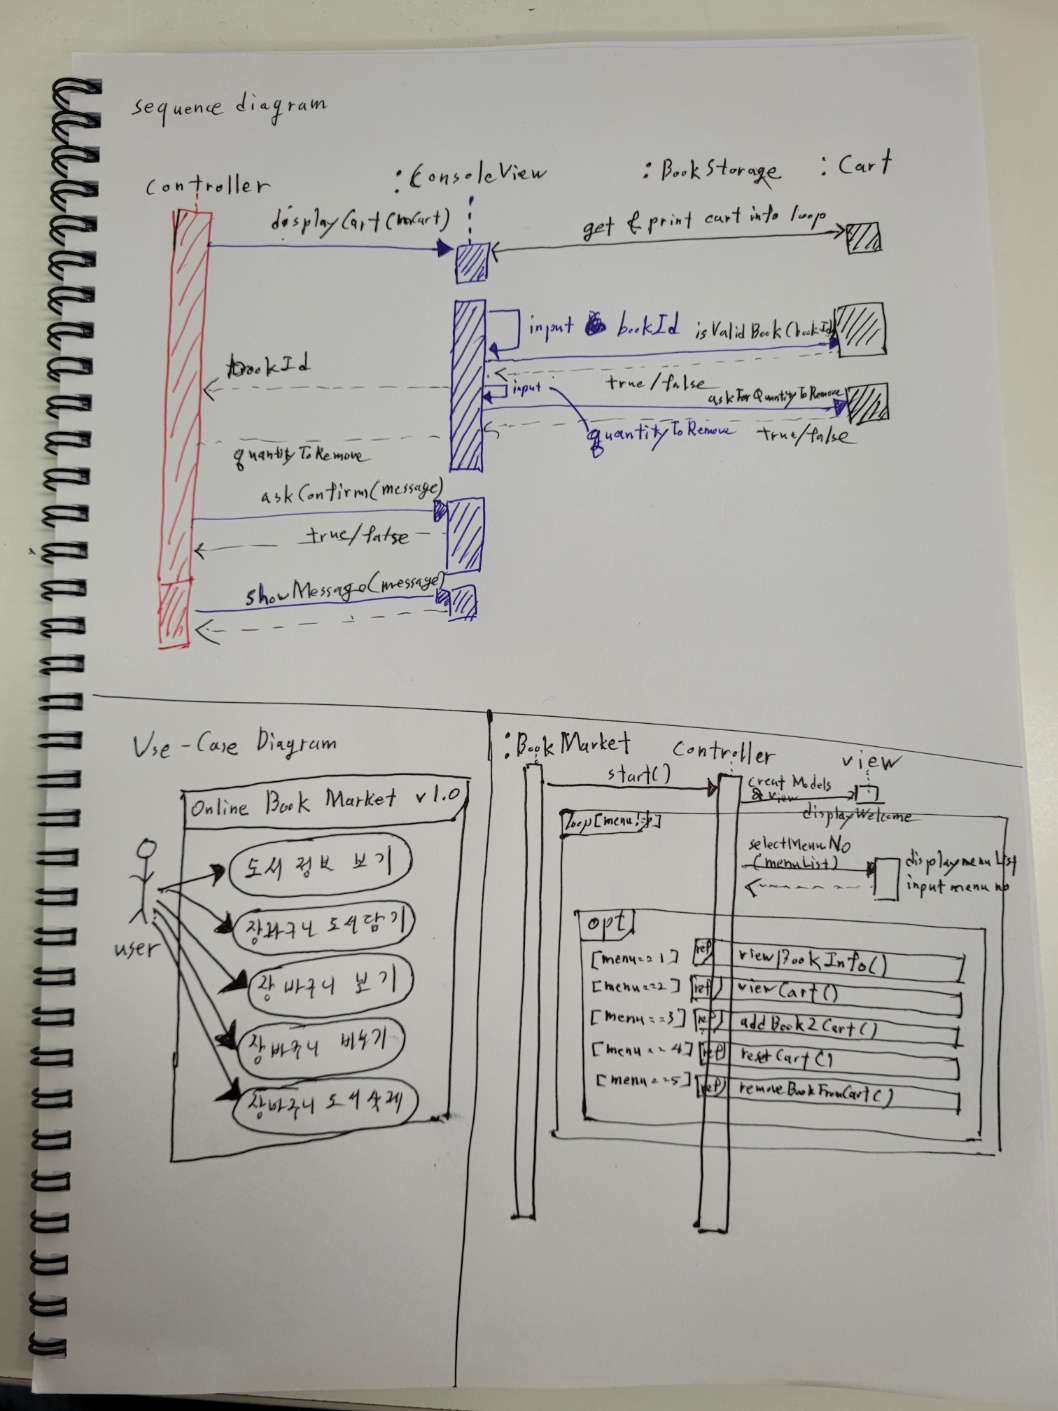 sequence diagram
Controller
:ConsoleView
:BookStorage
:Cart
displayCart(mCart)
get & print cart into loop
input bookId
isValidBook(bookId)
bookId
true/false
input
askForQuantityToRemove
quantityToRemove
true/false
quantityToRemove
askConfirm(message)
true/false
showMessage(message)
Use-Case Diagram
Online Book Market v1.0
도서 정보 보기
장바구니 도서담기
장바구니 보기
장바구니 비우기
장바구니 도서삭제
user
:BookMarket
Controller
view
start()
Creat Models
& view
displayWelcome
loop[menu!=]
selectMenuNo
(menuList)
displaymenuList
input menu no
opt
[menu==1] ref viewBookInfo()
[menu==2] ref viewCart()
[menu==3] ref addBook2Cart()
[menu==4] ref resetCart()
[menu==5] ref removeBookFromCart()